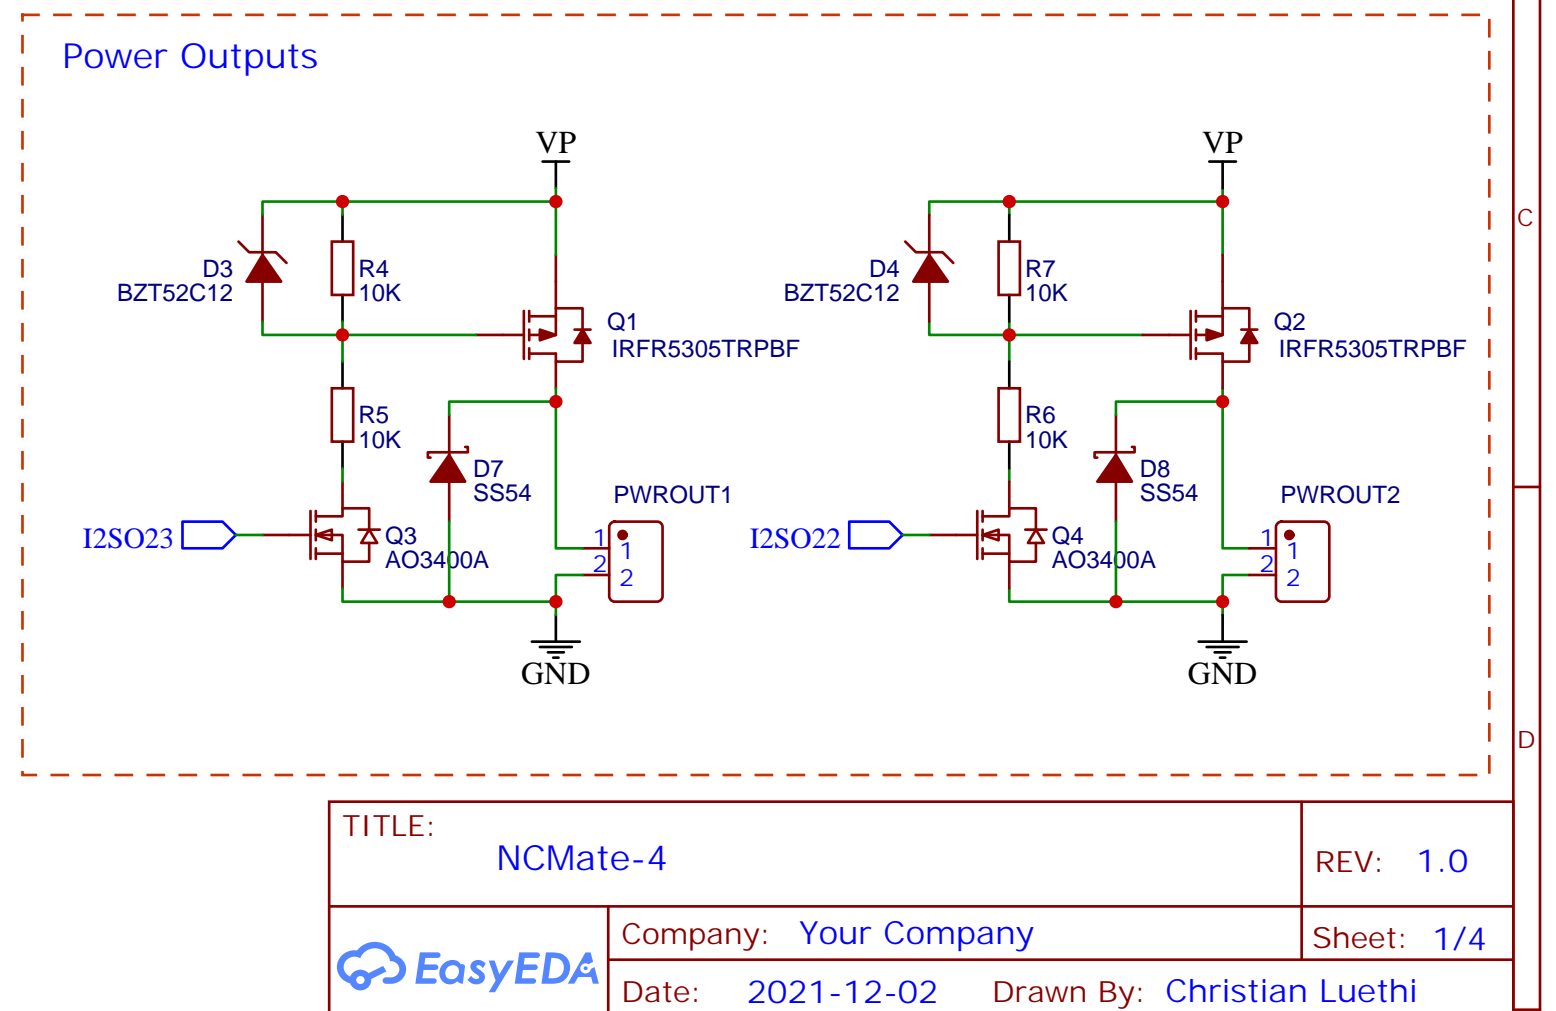 Power Outputs
VP
VP
C
D3
BZT52C12
R4
10K
Q1
IRFR5305TRPBF
D4
BZT52C12
R7
10K
Q2
IRFR5305TRPBF
R5
10K
D7
SS54
PWROUT1
R6
10K
D8
SS54
PWROUT2
I2SO23
Q3
AO3400A
1
1
2
2
I2SO22
Q4
AO3400A
1
1
2
2
GND
GND
D
TITLE:
NCMate-4
REV: 1.0
EasyEDA
Company: Your Company
Sheet: 1/4
Date: 2021-12-02 Drawn By: Christian Luethi